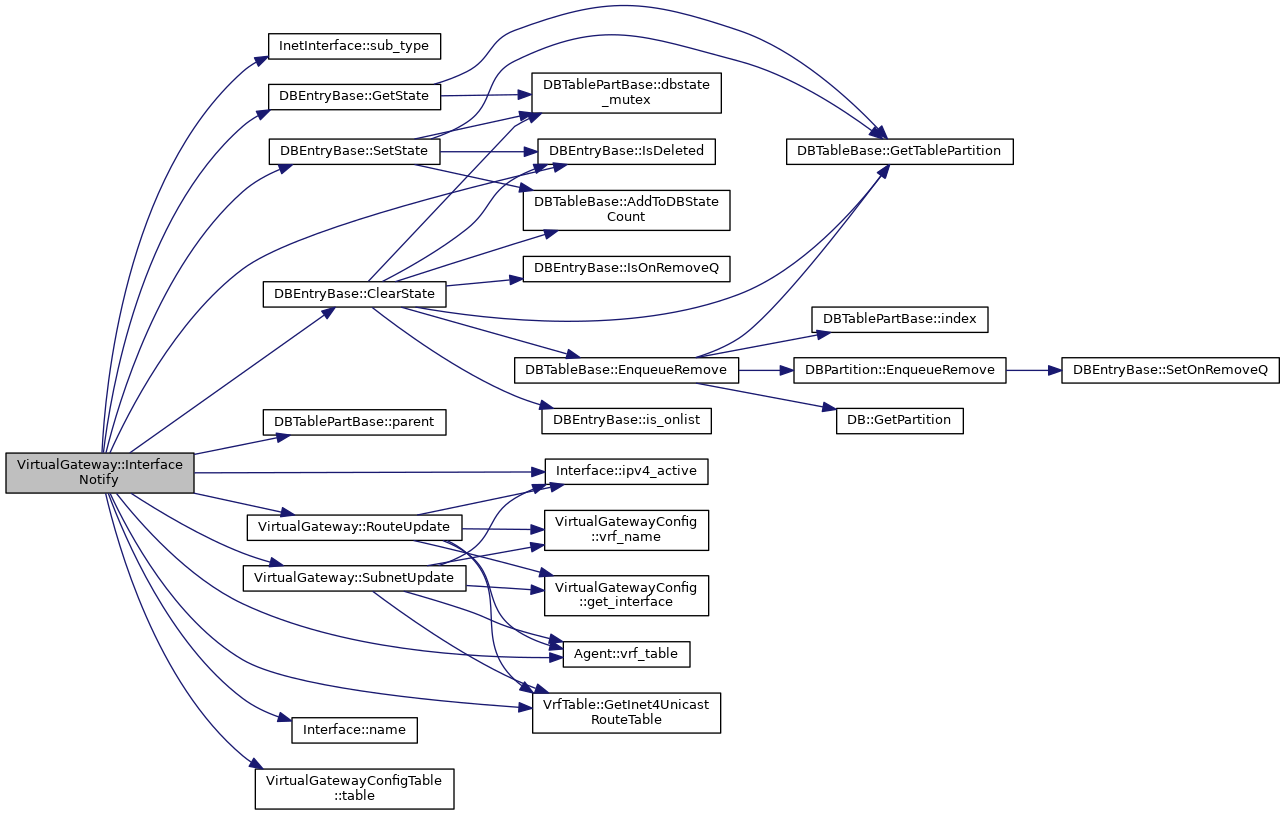 InetInterface::sub_type
DBEntryBase::GetState
DBTablePartBase::dbstate
_mutex
DBEntryBase::SetState
DBEntryBase::IsDeleted
DBTableBase::GetTablePartition
DBTableBase::AddToDBState
Count
DBEntryBase::IsOnRemoveQ
DBEntryBase::ClearState
DBTablePartBase::index
DBTableBase::EnqueueRemove
DBPartition::EnqueueRemove
DBEntryBase::SetOnRemoveQ
DBTablePartBase::parent
DBEntryBase::is_onlist
DB::GetPartition
VirtualGateway::Interface
Notify
Interface::ipv4_active
VirtualGateway::RouteUpdate
VirtualGatewayConfig
::vrf_name
VirtualGateway::SubnetUpdate
VirtualGatewayConfig
::get_interface
Agent::vrf_table
VrfTable::GetInet4Unicast
RouteTable
Interface::name
VirtualGatewayConfigTable
::table